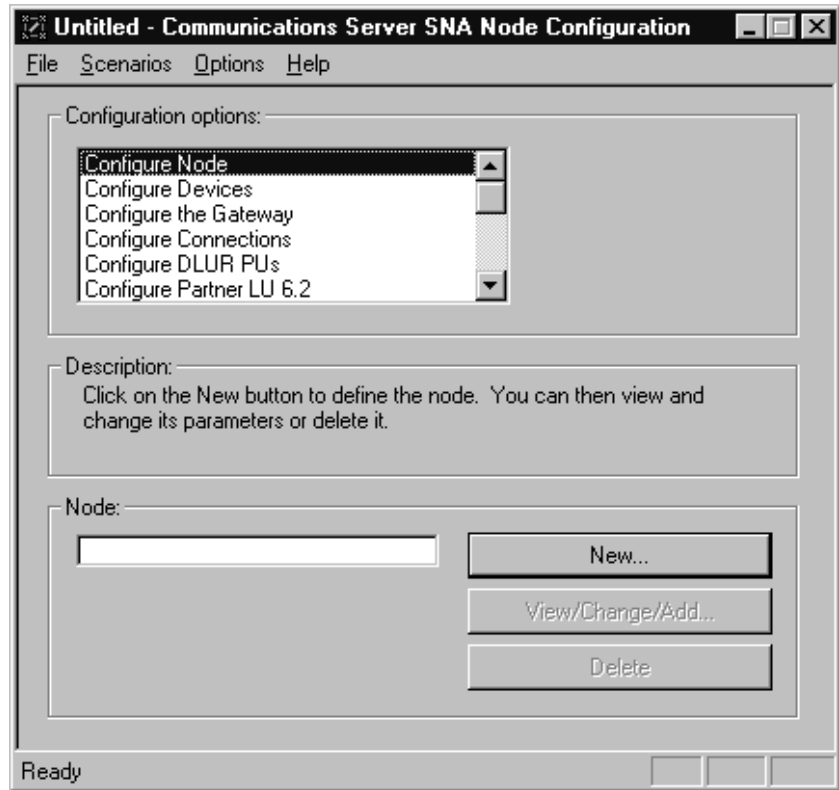 Untitled - Communications Server SNA Node Configuration
File Scenarios Options Help
Configuration options:
Configure Node
Configure Devices
Configure the Gateway
Configure Connections
Configure DLUR PUs
Configure Partner LU 6.2
Description:
Click on the New button to define the node. You can then view and
change its parameters or delete it.
Node:
New...
View/Change/Add...
Delete
Ready